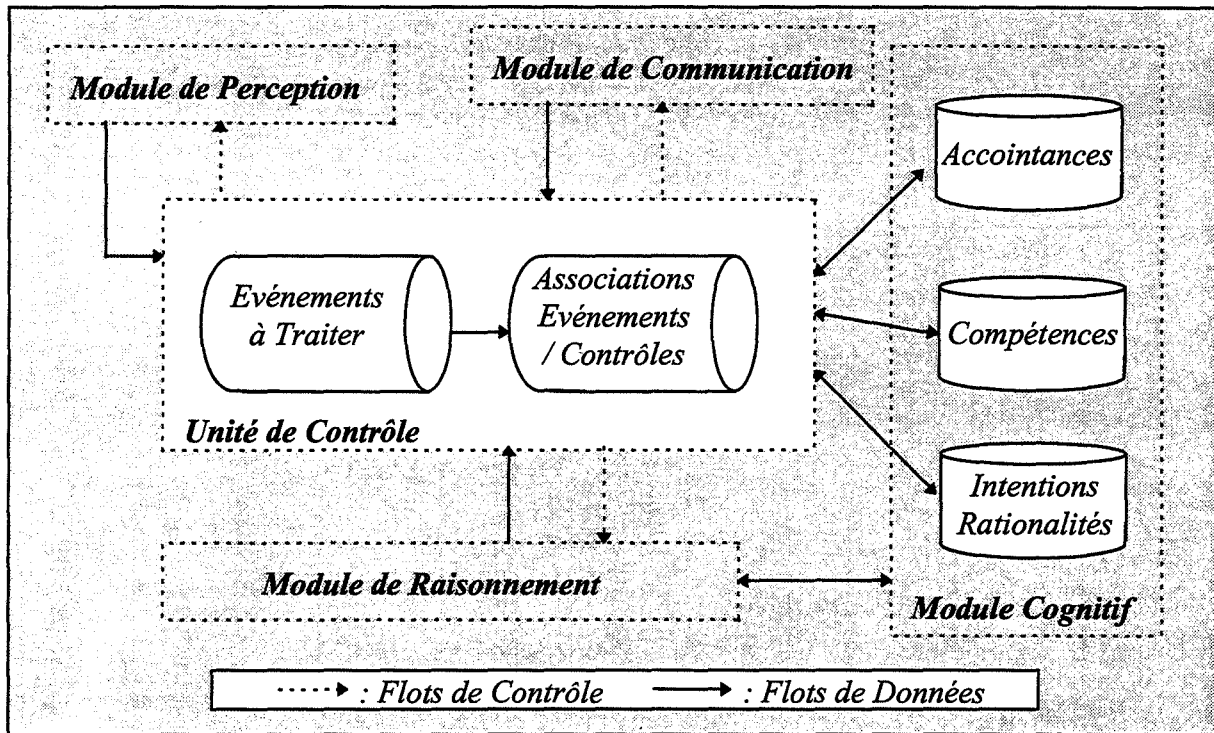 Module de Perception
Module de Communication
Accointances
Evénements
à Traiter
Associations
Evénements
/ Contrôles
Compétences
Unité de Contrôle
Intentions
Rationalités
Module de Raisonnement
Module Cognitif
: Flots de Contrôle : Flots de Données